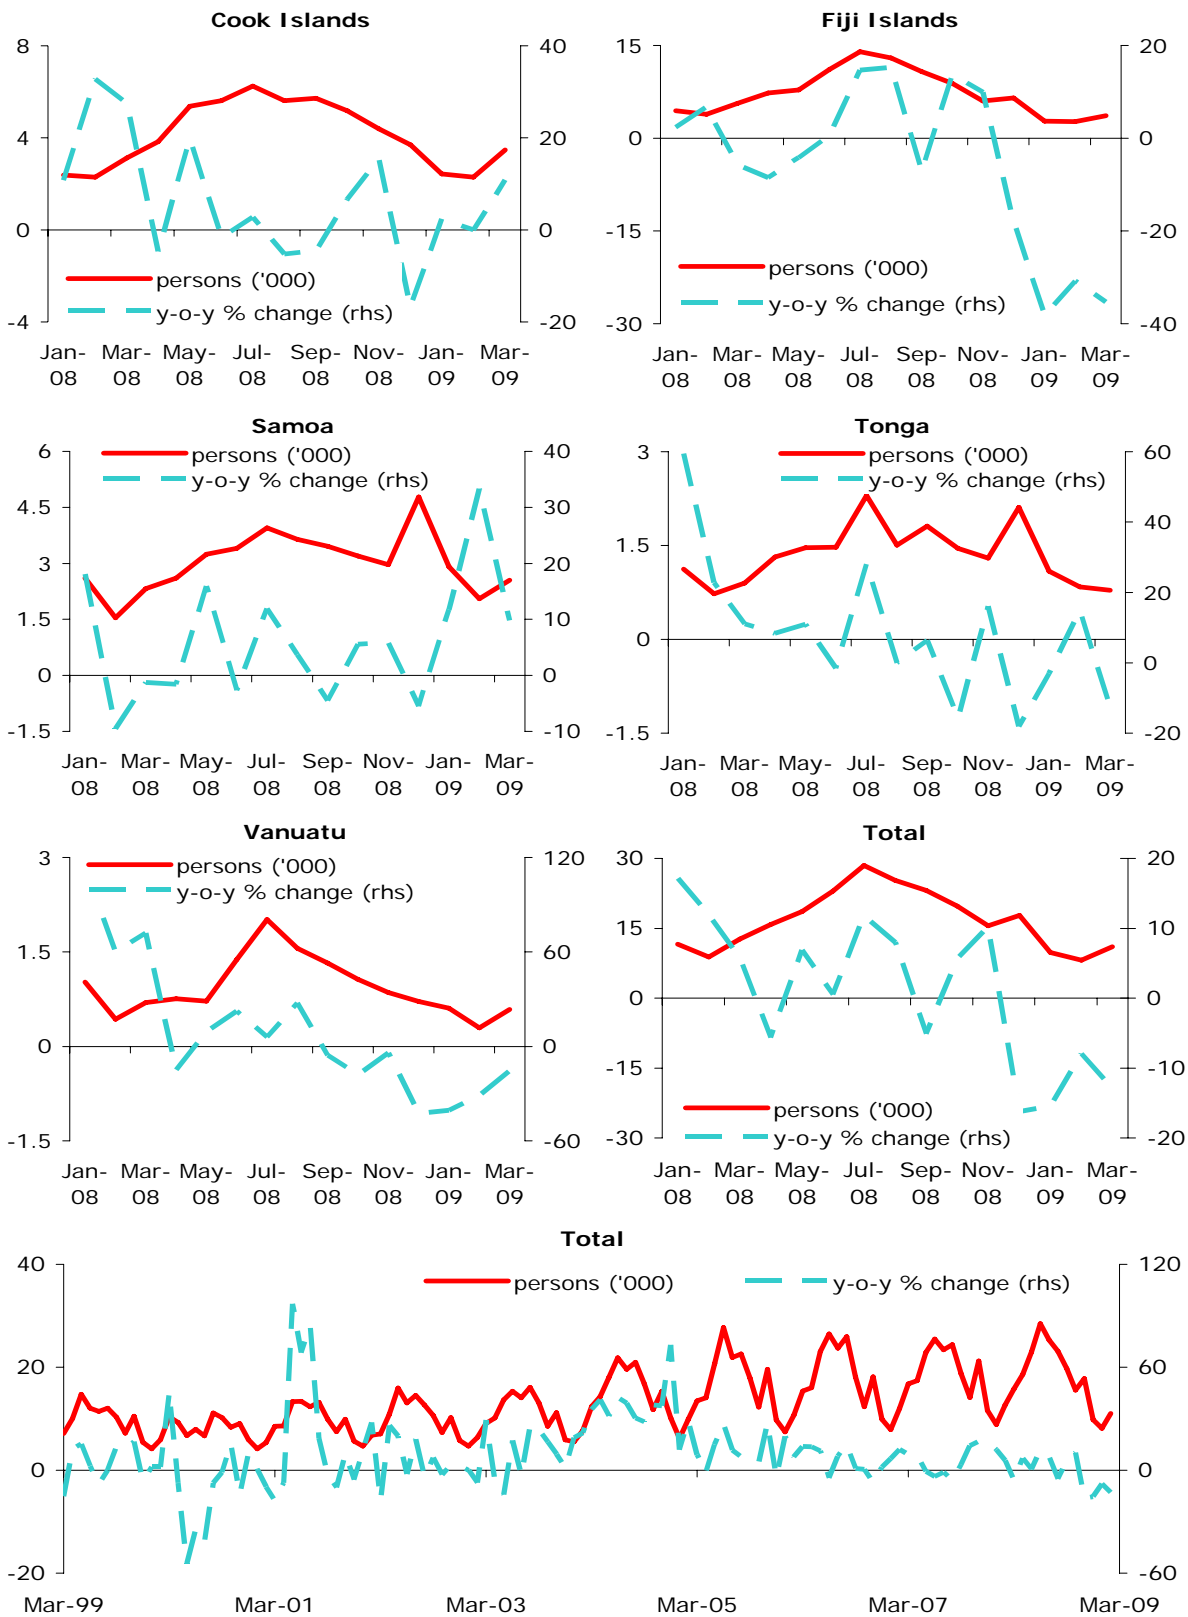 Cook Islands
8
4
0
-4
40
20
0
-20
persons ('000)
y-o-y % change (rhs)
Jan-08 Mar-08 May-08 Jul-08 Sep-08 Nov-08 Jan-09 Mar-09
Fiji Islands
15
0
-15
-30
20
0
-20
-40
persons ('000)
y-o-y % change (rhs)
Jan-08 Mar-08 May-08 Jul-08 Sep-08 Nov-08 Jan-09 Mar-09
Samoa
6
4.5
3
1.5
0
-1.5
40
30
20
10
0
-10
persons ('000)
y-o-y % change (rhs)
Jan-08 Mar-08 May-08 Jul-08 Sep-08 Nov-08 Jan-09 Mar-09
Tonga
3
1.5
0
-1.5
60
40
20
0
-20
persons ('000)
y-o-y % change (rhs)
Jan-08 Mar-08 May-08 Jul-08 Sep-08 Nov-08 Jan-09 Mar-09
Vanuatu
3
1.5
0
-1.5
120
60
0
-60
persons ('000)
y-o-y % change (rhs)
Jan-08 Mar-08 May-08 Jul-08 Sep-08 Nov-08 Jan-09 Mar-09
Total
30
15
0
-15
-30
20
10
0
-10
-20
persons ('000)
y-o-y % change (rhs)
Jan-08 Mar-08 May-08 Jul-08 Sep-08 Nov-08 Jan-09 Mar-09
Total
40
20
0
-20
120
60
0
-60
persons ('000)
y-o-y % change (rhs)
Mar-99 Mar-01 Mar-03 Mar-05 Mar-07 Mar-09